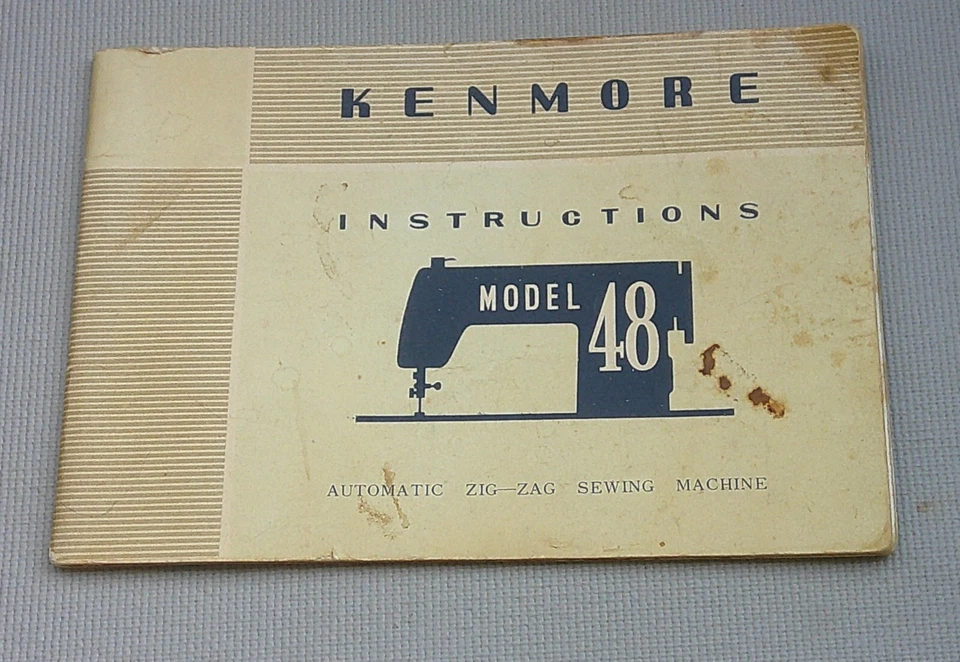 KENMORE
INSTRUCTIONS
MODEL 48
AUTOMATIC ZIG—ZAG SEWING MACHINE